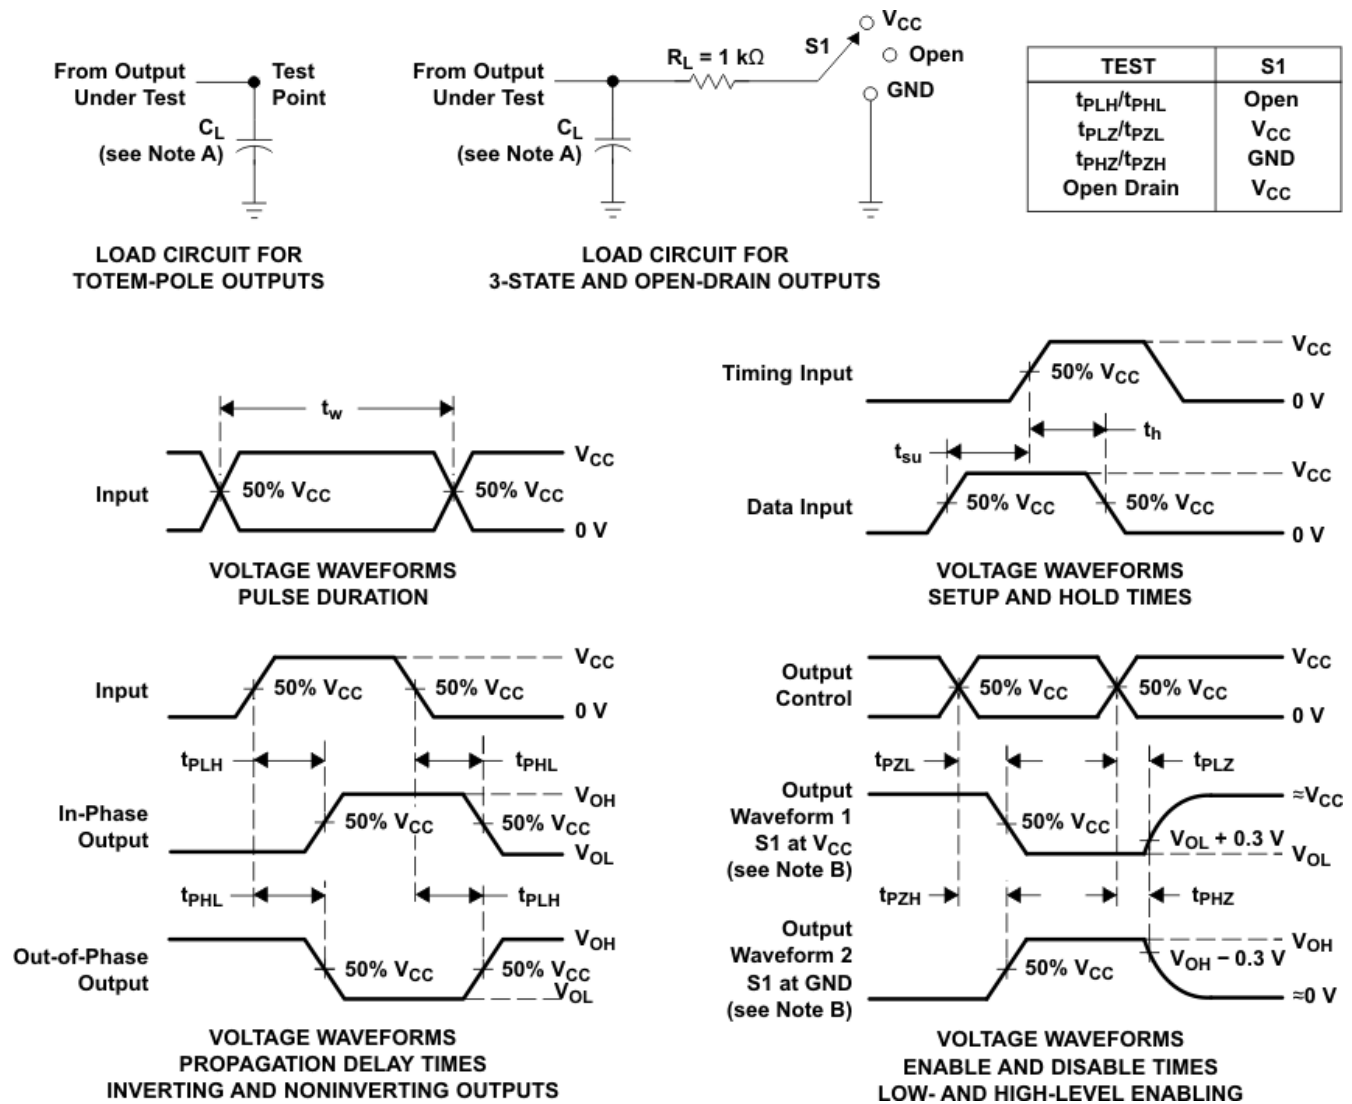 From Output
Under Test
Test
Point
CL
(see Note A)
LOAD CIRCUIT FOR
TOTEM-POLE OUTPUTS
From Output
Under Test
RL = 1 kΩ
S1
VCC
Open
GND
CL
(see Note A)
LOAD CIRCUIT FOR
3-STATE AND OPEN-DRAIN OUTPUTS
TEST S1
tPLH/tPHL Open
tPLZ/tPZL VCC
tPHZ/tPZH GND
Open Drain VCC
tw
Input
50% VCC
50% VCC
VCC
0 V
VOLTAGE WAVEFORMS
PULSE DURATION
Timing Input
50% VCC
VCC
0 V
th
tsu
Data Input
50% VCC
50% VCC
VCC
0 V
VOLTAGE WAVEFORMS
SETUP AND HOLD TIMES
Input
50% VCC
50% VCC
VCC
0 V
tPLH
tPHL
In-Phase
Output
50% VCC
50% VCC
VOH
VOL
tPHL
tPLH
Out-of-Phase
Output
50% VCC
50% VCC
VOH
VOL
VOLTAGE WAVEFORMS
PROPAGATION DELAY TIMES
INVERTING AND NONINVERTING OUTPUTS
Output
Control
50% VCC
50% VCC
VCC
0 V
tPZL
tPLZ
Output
Waveform 1
S1 at VCC
(see Note B)
50% VCC
VOL + 0.3 V
≈VCC
VOL
tPZH
tPHZ
Output
Waveform 2
S1 at GND
(see Note B)
50% VCC
VOH − 0.3 V
VOH
≈0 V
VOLTAGE WAVEFORMS
ENABLE AND DISABLE TIMES
LOW- AND HIGH-LEVEL ENABLING